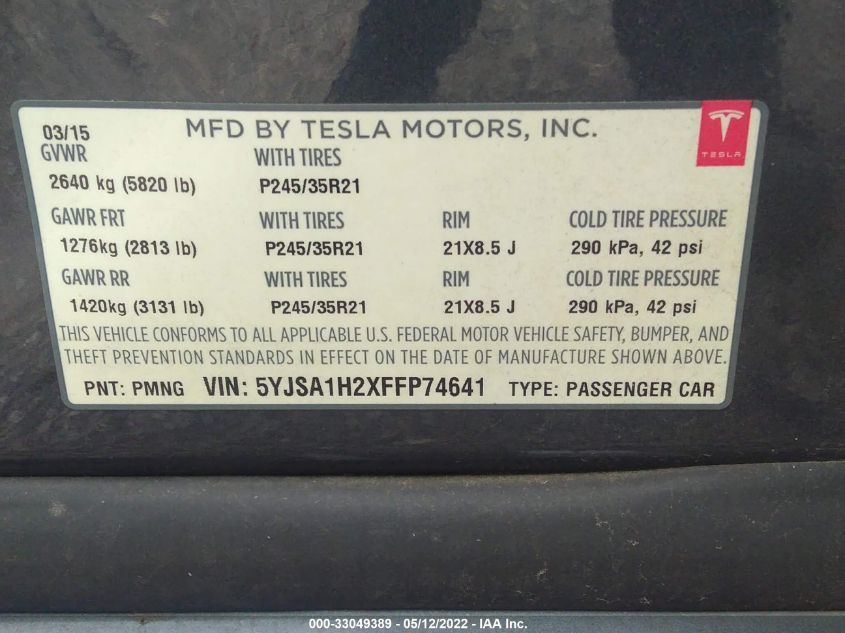 03/15 MFD BY TESLA MOTORS, INC.
TESLA
GVWR WITH TIRES
2640 kg (5820 lb) P245/35R21
GAWR FRT WITH TIRES RIM COLD TIRE PRESSURE
1276kg (2813 lb) P245/35R21 21X8.5 J 290 kPa, 42 psi
GAWR RR WITH TIRES RIM COLD TIRE PRESSURE
1420kg (3131 lb) P245/35R21 21X8.5 J 290 kPa, 42 psi
THIS VEHICLE CONFORMS TO ALL APPLICABLE U.S. FEDERAL MOTOR VEHICLE SAFETY, BUMPER, AND
THEFT PREVENTION STANDARDS IN EFFECT ON THE DATE OF MANUFACTURE SHOWN ABOVE.
PNT: PMNG VIN: 5YJSA1H2XFFP74641 TYPE: PASSENGER CAR
000-33049389 - 05/12/2022 - IAA Inc.